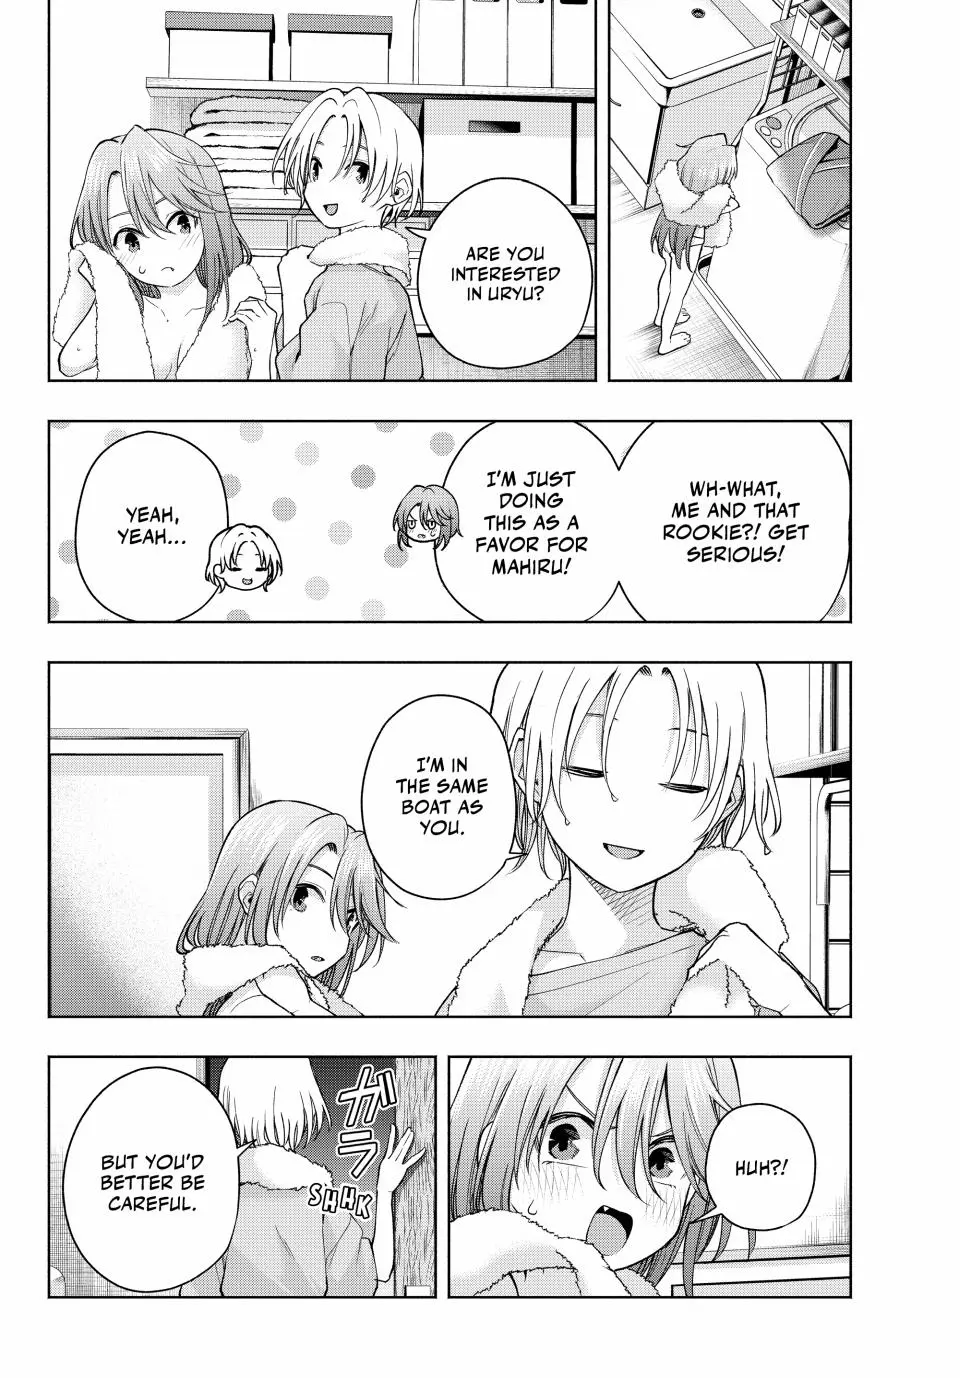 ARE YOU
INTERESTED
IN URYU?
WH-WHAT,
ME AND THAT
ROOKIE?! GET
SERIOUS!
I'M JUST
DOING
THIS AS A
FAVOR FOR
MAHIRU!
YEAH,
YEAH...
I'M IN
THE SAME
BOAT AS
YOU.
HUH?!
ガラ
SHHK
BUT YOU'D
BETTER BE
CAREFUL.